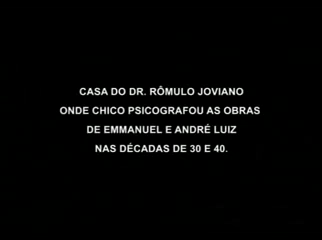 CASA DO DR. RÔMULO JOVIANO
ONDE CHICO PSICOGRAFOU AS OBRAS
DE EMMANUEL E ANDRÉ LUIZ
NAS DÉCADAS DE 30 E 40.